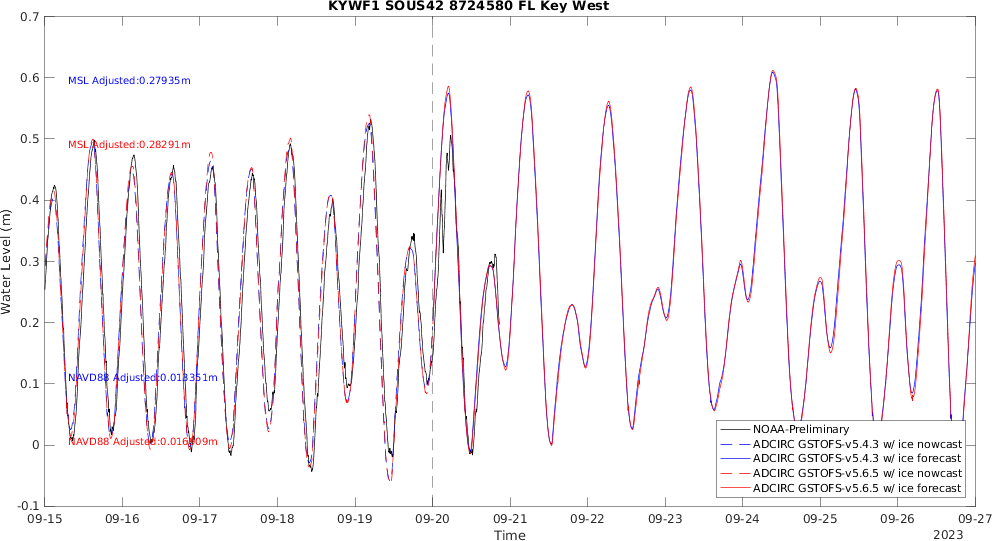 KYWF1 SOUS42 8724580 FL Key West
0.7
0.6
0.5
0.4
0.3
0.2
0.1
0
-0.1
Water Level (m)
MSL Adjusted:0.27935m
MSL Adjusted:0.28291m
NAVD88 Adjusted:0.013351m
NAVD88 Adjusted:0.016909m
NOAA-Preliminary
ADCIRC GSTOFS-v5.4.3 w/ ice nowcast
ADCIRC GSTOFS-v5.4.3 w/ ice forecast
ADCIRC GSTOFS-v5.6.5 w/ ice nowcast
ADCIRC GSTOFS-v5.6.5 w/ ice forecast
09-15 09-16 09-17 09-18 09-19 09-20 09-21 09-22 09-23 09-24 09-25 09-26 09-27
Time
2023